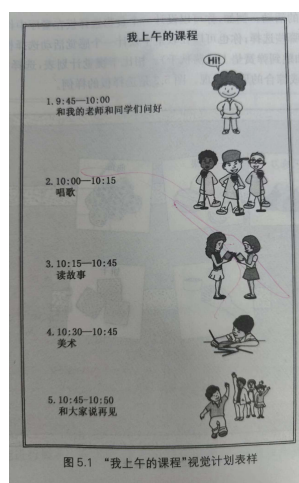 我上午的课程
Hi!
1. 9:45—10:00
和我的老师和同学们问好
2. 10:00—10:15
唱歌
3. 10:15—10:45
读故事
4. 10:30—10:45
美术
5. 10:45-10:50
和大家说再见
图 5.1 “我上午的课程”视觉计划表样